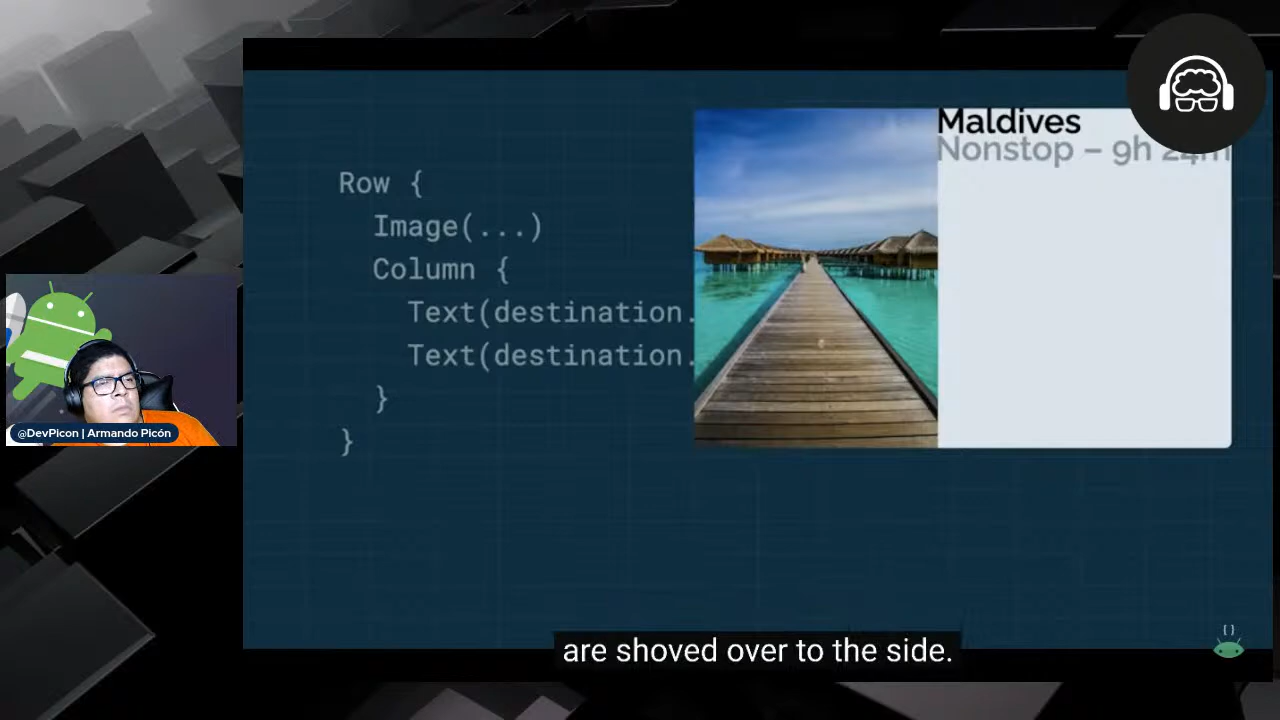 Row {
Image(...)
Column {
Text(destination.
Text(destination.
}
}
Maldives
Nonstop – 9h 24m
@DevPicon | Armando Picón
are shoved over to the side.
{ }